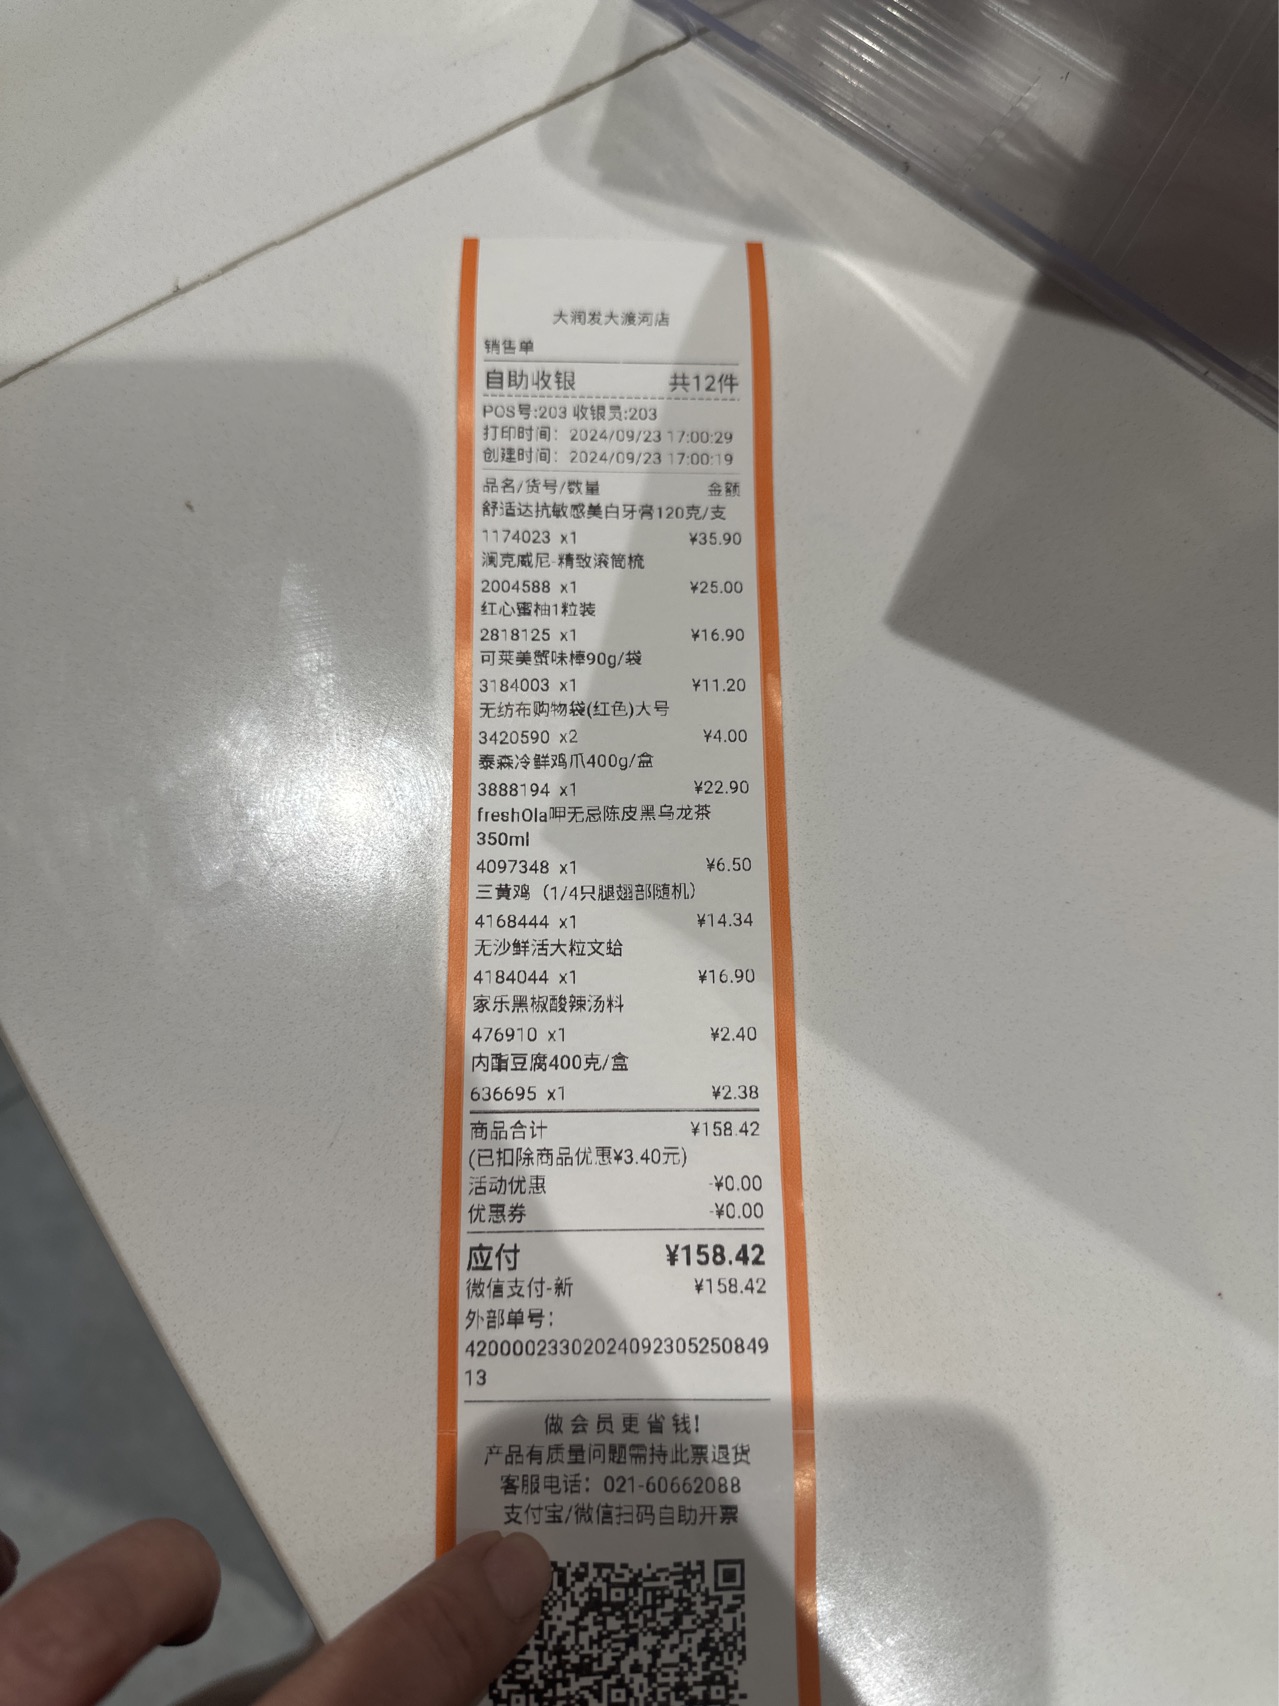 大润发大渡河店
销售单
自助收银 共12件
POS号:203 收银员:203
打印时间： 2024/09/23 17:00:29
创建时间： 2024/09/23 17:00:19
品名/货号/数量 金额
舒适达抗敏感美白牙膏120克/支
1174023 x1 ¥35.90
澜克威尼-精致滚筒梳
2004588 x1 ¥25.00
红心蜜柚1粒装
2818125 x1 ¥16.90
可莱美蟹味棒90g/袋
3184003 x1 ¥11.20
无纺布购物袋(红色)大号
3420590 x2 ¥4.00
泰森冷鲜鸡爪400g/盒
3888194 x1 ¥22.90
freshOla呷无忌陈皮黑乌龙茶
350ml
4097348 x1 ¥6.50
三黄鸡（1/4只腿翅部随机）
4168444 x1 ¥14.34
无沙鲜活大粒文蛤
4184044 x1 ¥16.90
家乐黑椒酸辣汤料
476910 x1 ¥2.40
内酯豆腐400克/盒
636695 x1 ¥2.38
商品合计 ¥158.42
(已扣除商品优惠¥3.40元)
活动优惠 -¥0.00
优惠券 -¥0.00
应付 ¥158.42
微信支付-新 ¥158.42
外部单号：
42000023302024092305250849
13
做会员更省钱!
产品有质量问题需持此票退货
客服电话：021-60662088
支付宝/微信扫码自助开票